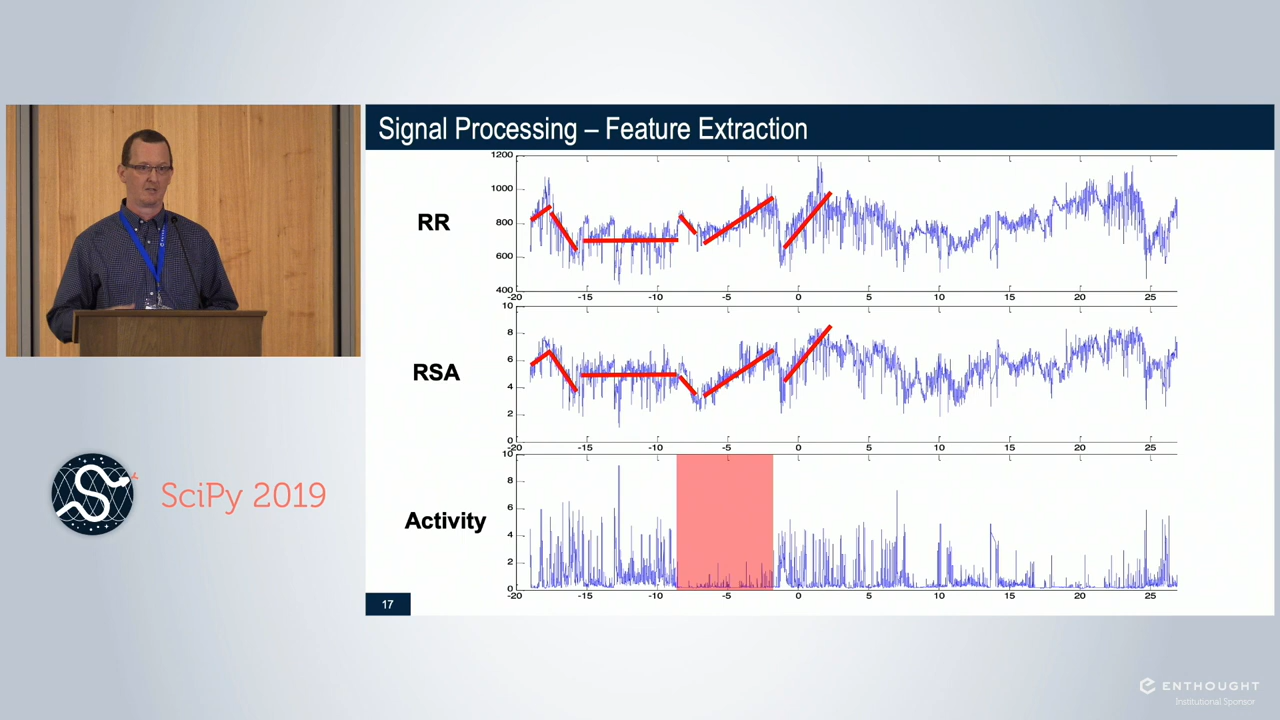 Signal Processing – Feature Extraction
RR
1200
1000
800
600
400
-20 -15 -10 -5 0 5 10 15 20 25
RSA
10
8
6
4
2
0
-20 -15 -10 -5 0 5 10 15 20 25
Activity
10
8
6
4
2
0
-20 -15 -10 -5 0 5 10 15 20 25
17
SciPy 2019
ENTHOUGHT
Institutional Sponsor